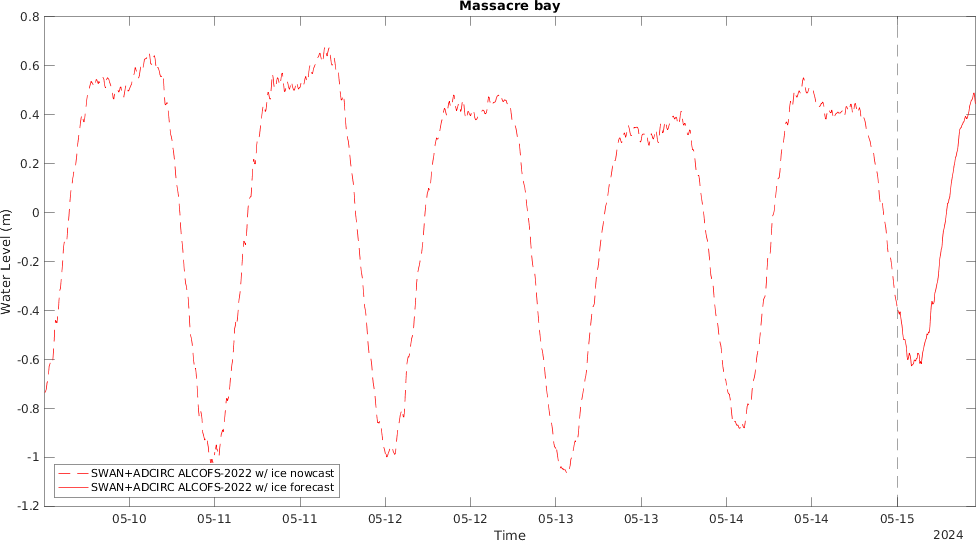 Massacre bay
0.8
0.6
0.4
0.2
0
-0.2
-0.4
-0.6
-0.8
-1
-1.2
Water Level (m)
SWAN+ADCIRC ALCOFS-2022 w/ ice nowcast
SWAN+ADCIRC ALCOFS-2022 w/ ice forecast
05-10 05-11 05-11 05-12 05-12 05-13 05-13 05-14 05-14 05-15
Time
2024